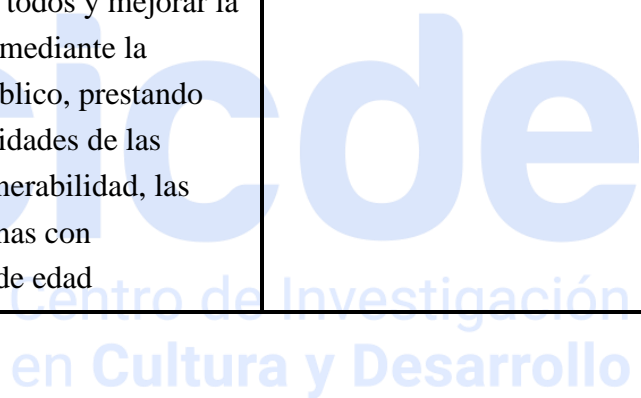 todos y mejorar la
mediante la
blico, prestando
idades de las
nerabilidad, las
nas con
de edad
cicde
Centro de Investigación
en Cultura y Desarrollo